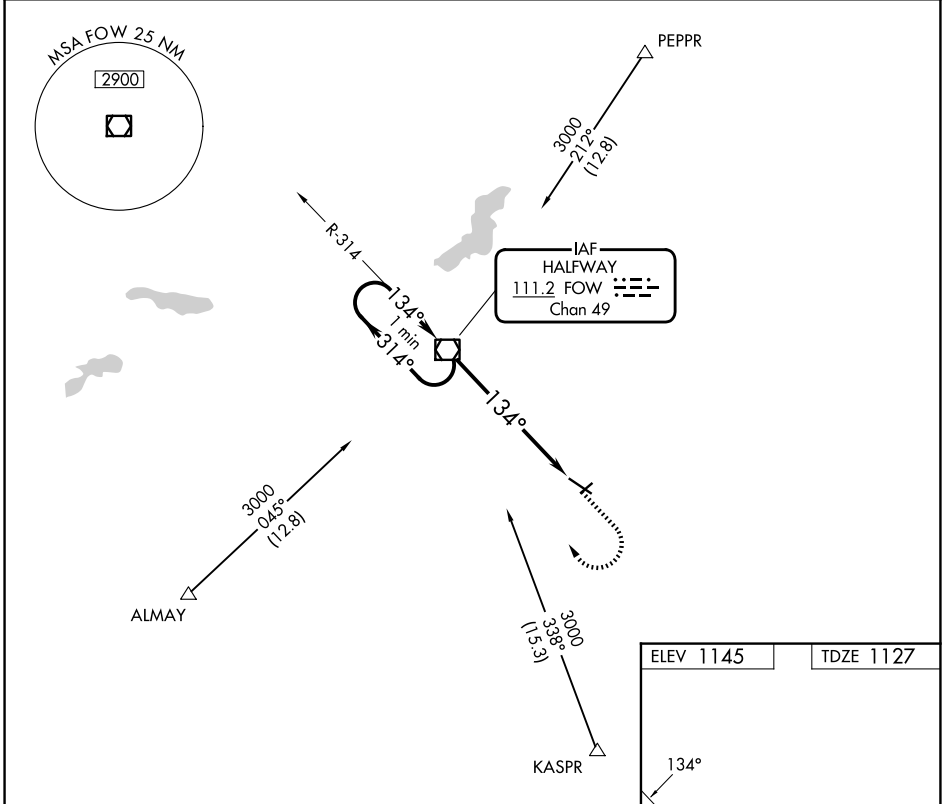 MSA FOW 25 NM
2900
PEPPR
3000
212°
(12.8)
R-314
IAF
HALFWAY
111.2 FOW
Chan 49
134°
1 min
314°
134°
3000
045°
(12.8)
ALMAY
3000
338°
(15.3)
KASPR
ELEV 1145
TDZE 1127
134°